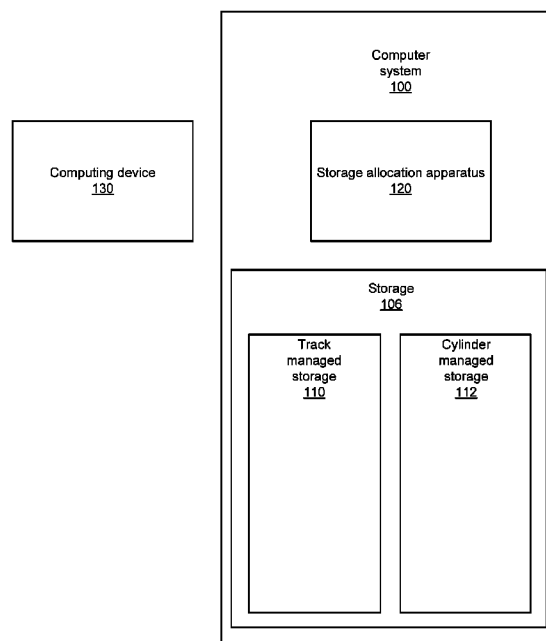 Computer
system
100
Computing device
130
Storage allocation apparatus
120
Storage
106
Track
managed
storage
110
Cylinder
managed
storage
112